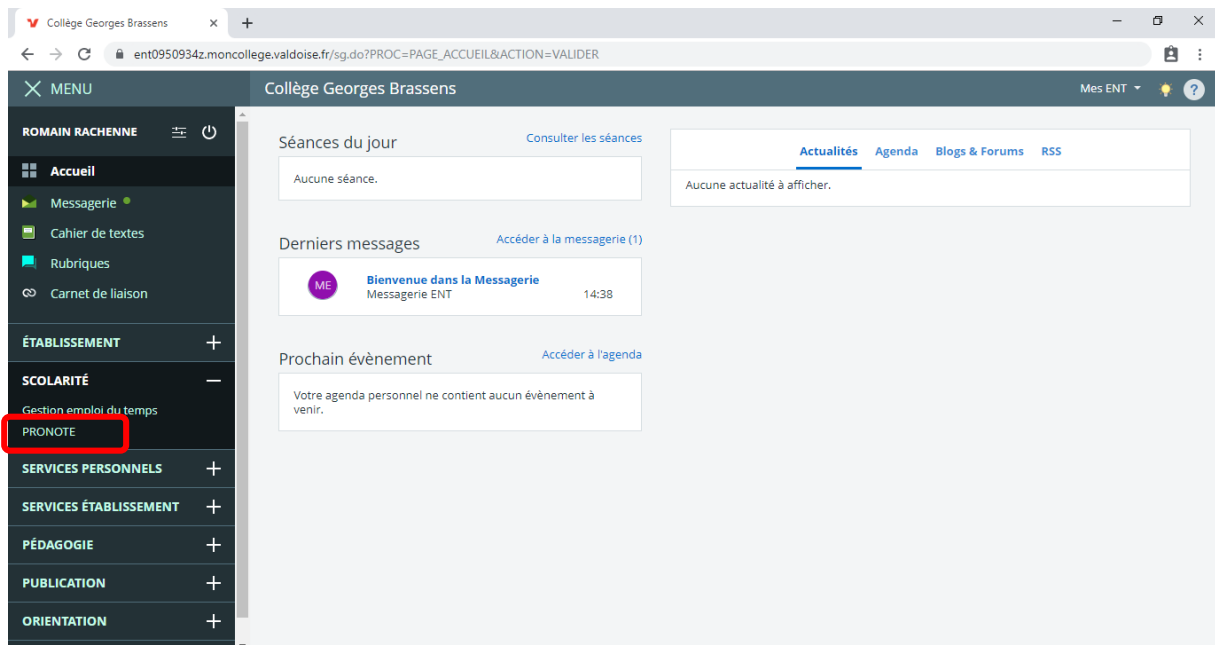 Collège Georges Brassens
ent0950934z.moncollege.valdoise.fr/sg.do?PROC=PAGE_ACCUEIL&ACTION=VALIDER
MENU
Collège Georges Brassens
Mes ENT
?
ROMAIN RACHENNE
Accueil
Messagerie
Cahier de textes
Rubriques
Carnet de liaison
ÉTABLISSEMENT
SCOLARITÉ
Gestion emploi du temps
PRONOTE
SERVICES PERSONNELS
SERVICES ÉTABLISSEMENT
PÉDAGOGIE
PUBLICATION
ORIENTATION
Séances du jour
Consulter les séances
Aucune séance.
Derniers messages
Accéder à la messagerie (1)
ME
Bienvenue dans la Messagerie
Messagerie ENT 14:38
Prochain évènement
Accéder à l'agenda
Votre agenda personnel ne contient aucun évènement à
venir.
Actualités Agenda Blogs & Forums RSS
Aucune actualité à afficher.